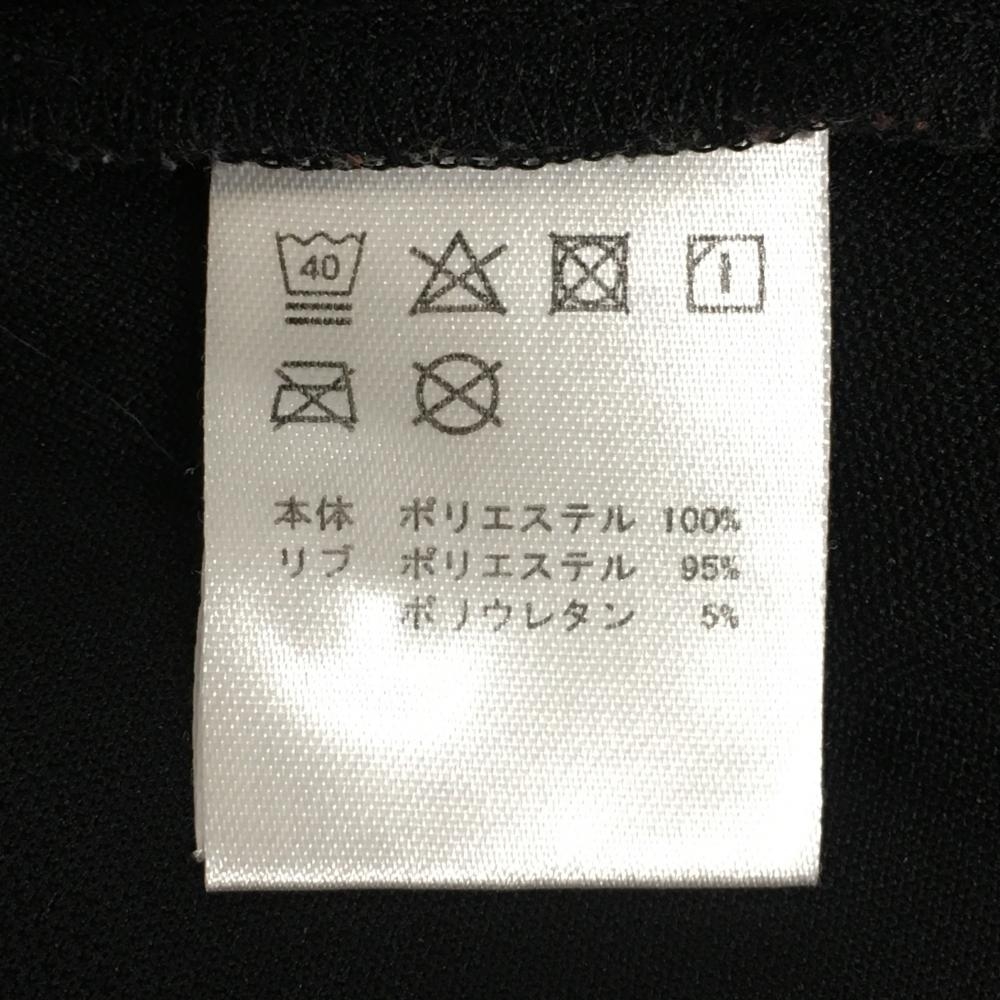 40
本体 ポリエステル 100%
リブ ポリエステル 95%
ポリウレタン 5%